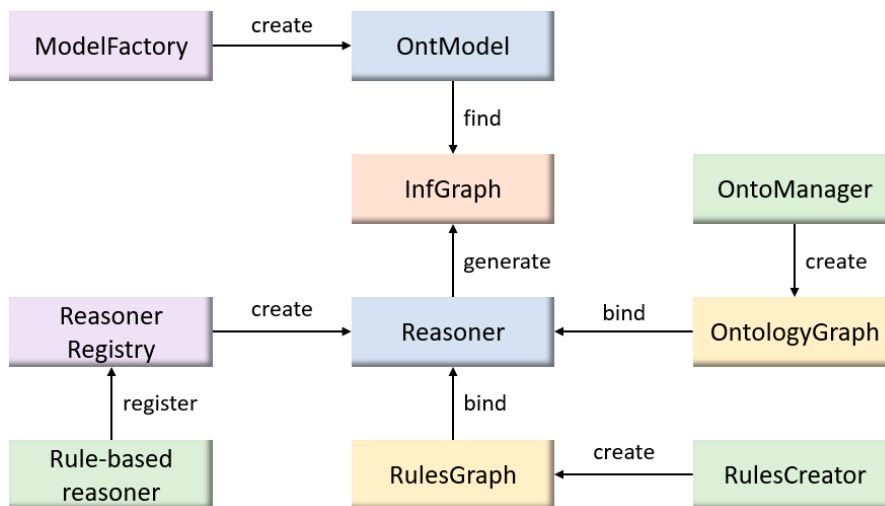 ModelFactory
create
OntModel
find
InfGraph
OntoManager
generate
create
Reasoner
Registry
create
Reasoner
bind
OntologyGraph
register
bind
Rule-based
reasoner
RulesGraph
create
RulesCreator